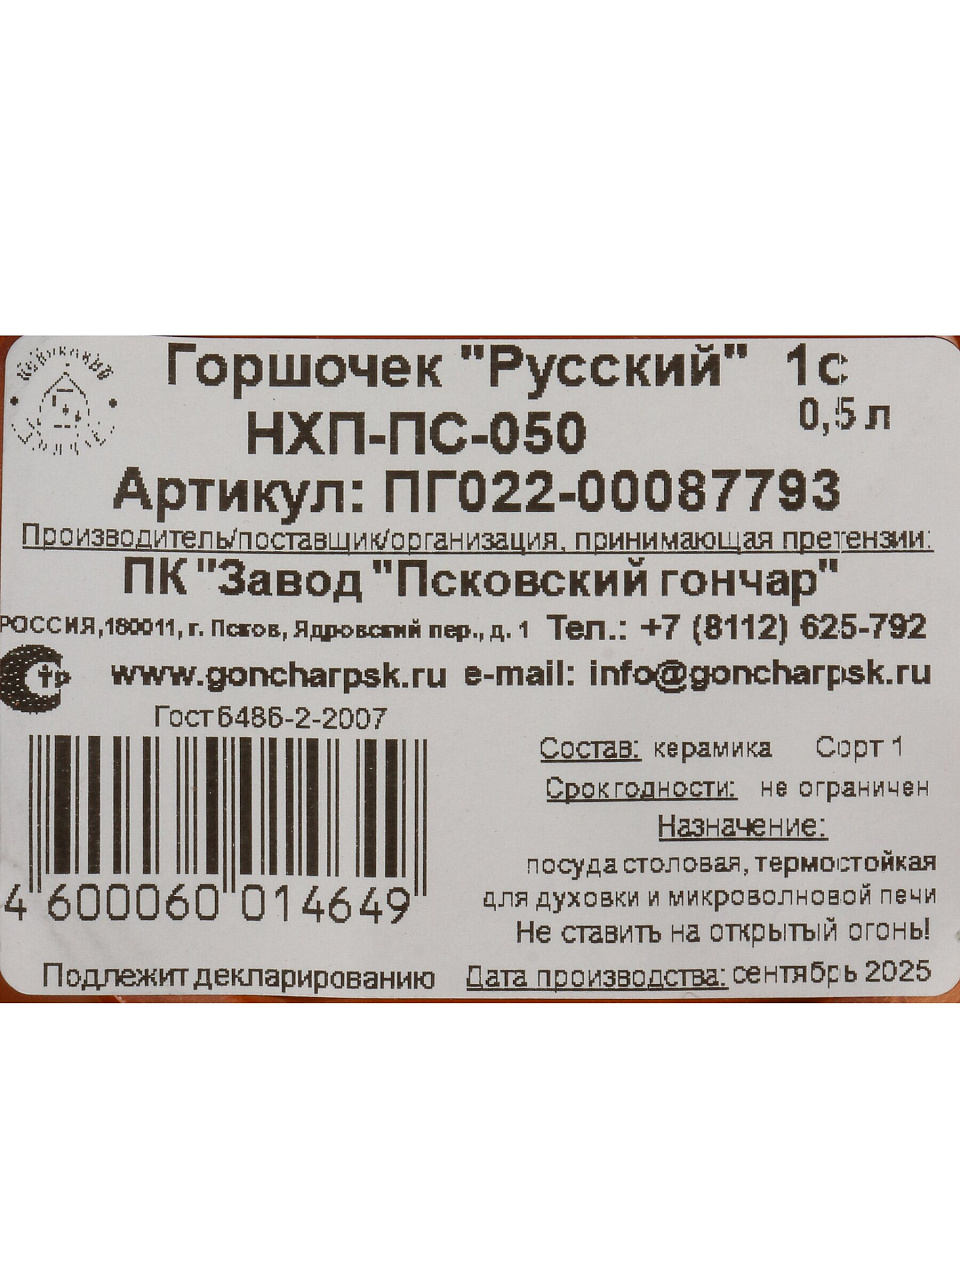 Горшочек "Русский" 1с
НХП-ПС-050 0,5 л
Артикул: ПГ022-00087793
Производитель/поставщик/организация, принимающая претензии:
ПК "Завод "Псковский гончар"
РОССИЯ,180011, г. Псков, Ядровский пер., д. 1 Тел.: +7 (8112) 625-792
www.goncharpsk.ru e-mail: info@goncharpsk.ru
Гост 6486-2-2007
Состав: керамика Сорт 1
Срок годности: не ограничен
Назначение:
посуда столовая, термостойкая
для духовки и микроволновой печи
Не ставить на открытый огонь!
4 600060 014649
Подлежит декларированию Дата производства: сентябрь 2025